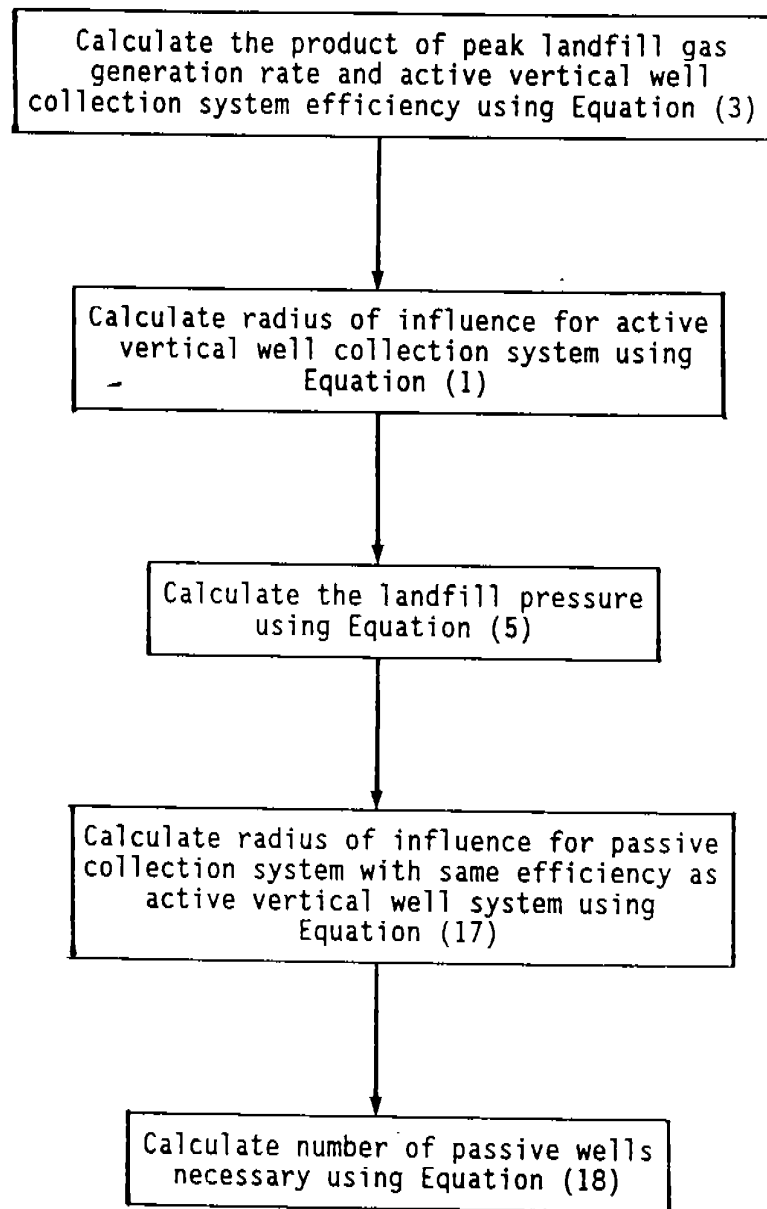 Calculate the product of peak landfill gas
generation rate and active vertical well
collection system efficiency using Equation (3)
Calculate radius of influence for active
vertical well collection system using
Equation (1)
Calculate the landfill pressure
using Equation (5)
Calculate radius of influence for passive
collection system with same efficiency as
active vertical well system using
Equation (17)
Calculate number of passive wells
necessary using Equation (18)